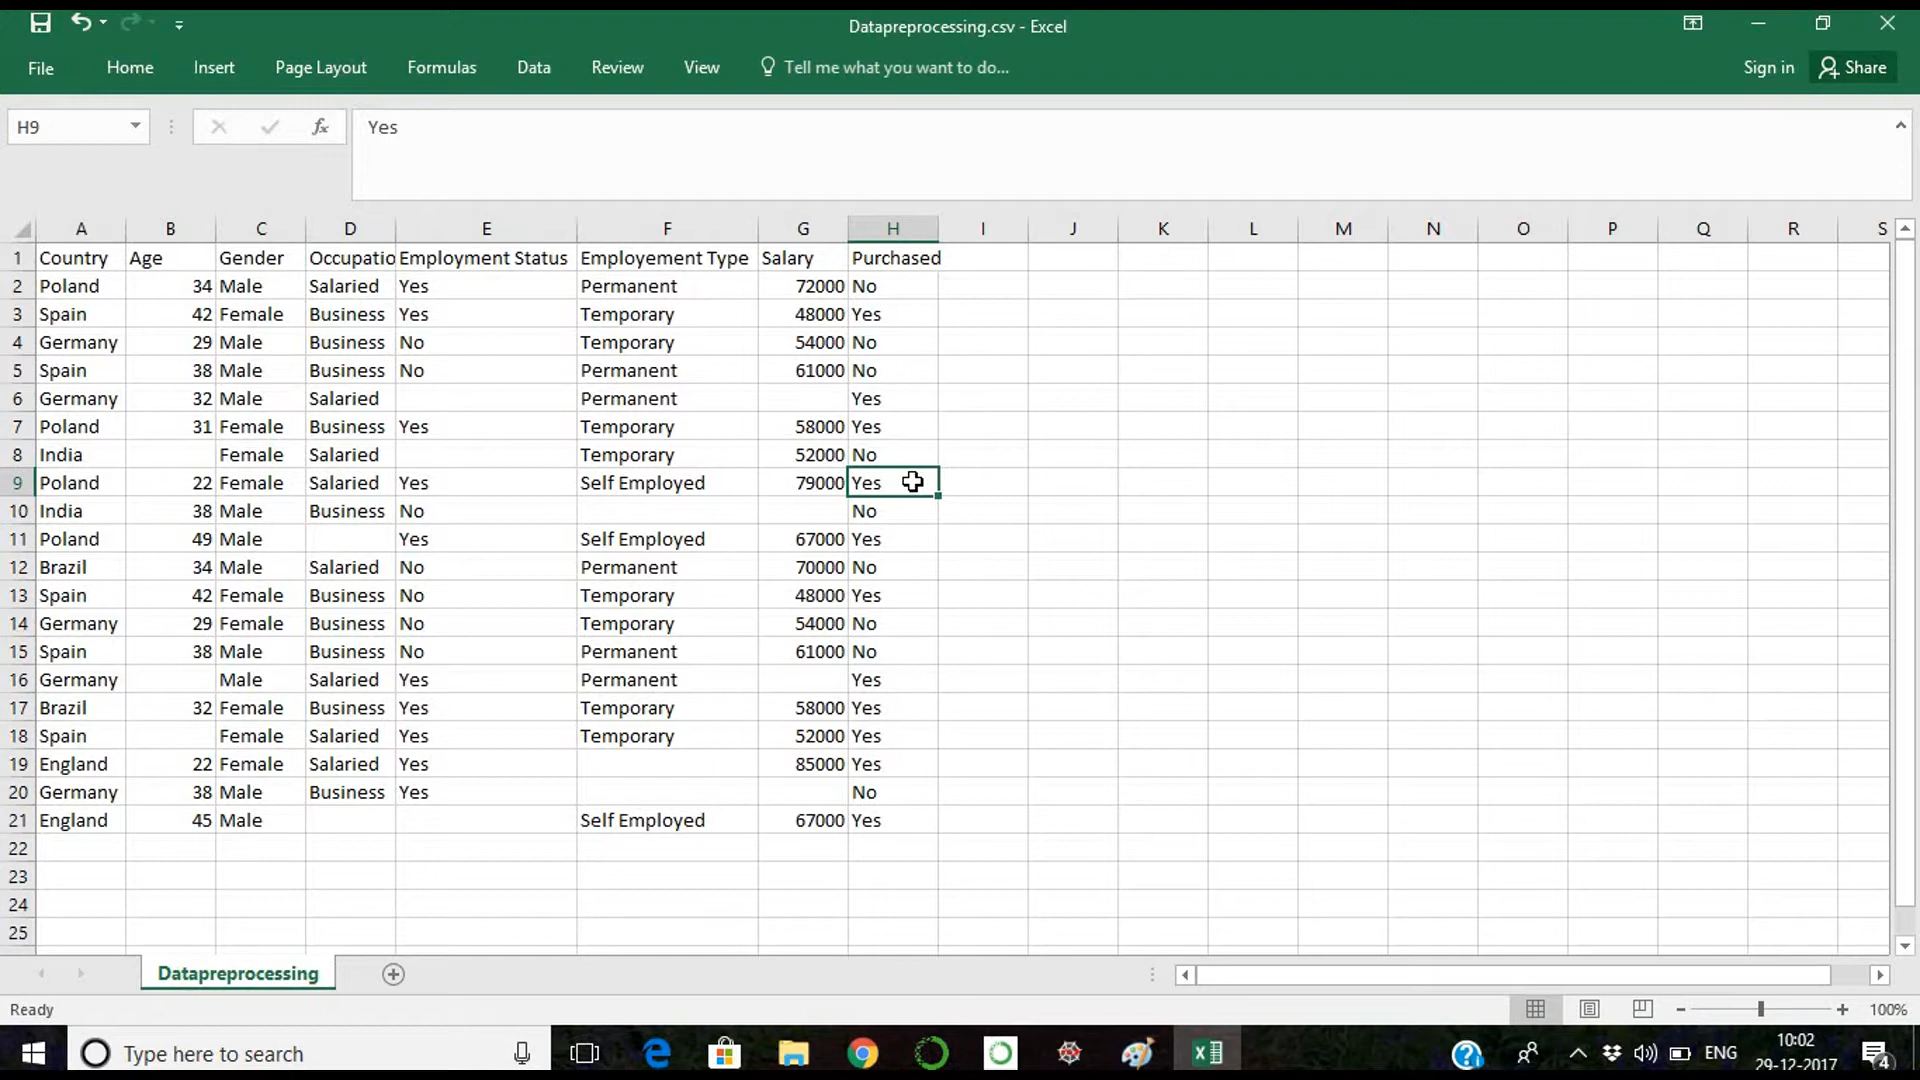 Datapreprocessing.csv - Excel
File Home Insert Page Layout Formulas Data Review View Tell me what you want to do... Sign in Share
H9 fx Yes
A B C D E F G H I J K L M N O P Q R S
1 Country Age Gender Occupatio Employment Status Employement Type Salary Purchased
2 Poland 34 Male Salaried Yes Permanent 72000 No
3 Spain 42 Female Business Yes Temporary 48000 Yes
4 Germany 29 Male Business No Temporary 54000 No
5 Spain 38 Male Business No Permanent 61000 No
6 Germany 32 Male Salaried Permanent Yes
7 Poland 31 Female Business Yes Temporary 58000 Yes
8 India Female Salaried Temporary 52000 No
9 Poland 22 Female Salaried Yes Self Employed 79000 Yes
10 India 38 Male Business No No
11 Poland 49 Male Yes Self Employed 67000 Yes
12 Brazil 34 Male Salaried No Permanent 70000 No
13 Spain 42 Female Business No Temporary 48000 Yes
14 Germany 29 Female Business No Temporary 54000 No
15 Spain 38 Male Business No Permanent 61000 No
16 Germany Male Salaried Yes Permanent Yes
17 Brazil 32 Female Business Yes Temporary 58000 Yes
18 Spain Female Salaried Yes Temporary 52000 Yes
19 England 22 Female Salaried Yes 85000 Yes
20 Germany 38 Male Business Yes No
21 England 45 Male Self Employed 67000 Yes
22
23
24
25
Datapreprocessing
Ready 100%
Type here to search ENG 10:02
29-12-2017 4